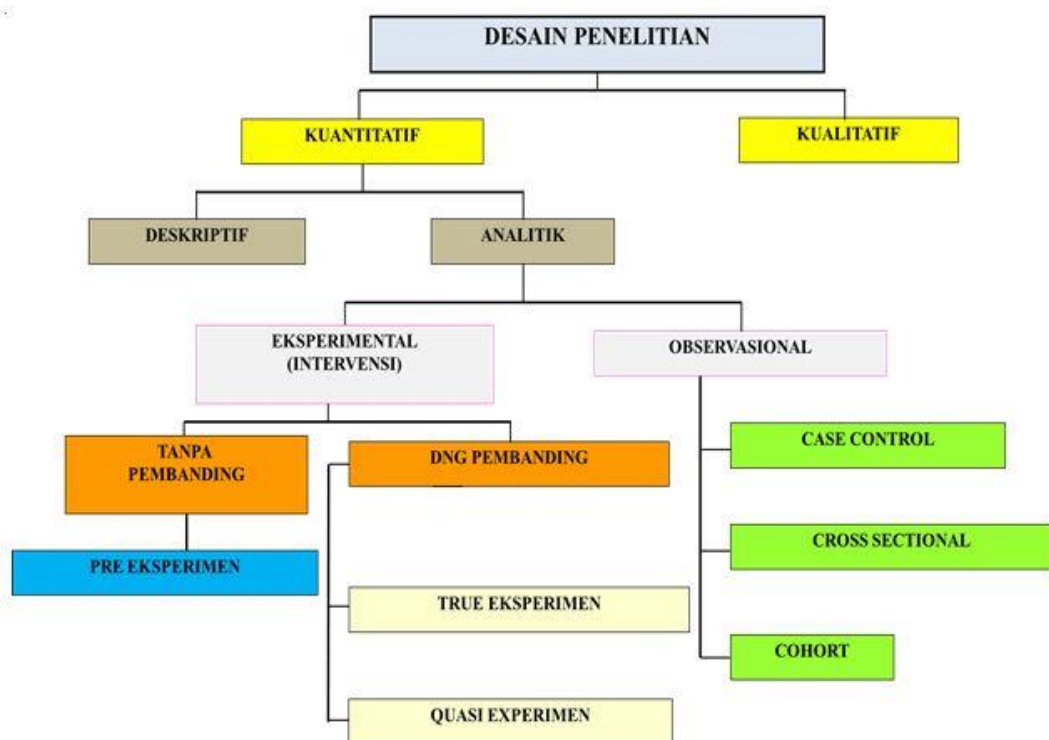 DESAIN PENELITIAN
KUANTITATIF
KUALITATIF
DESKRIPTIF
ANALITIK
EKSPERIMENTAL
(INTERVENSI)
OBSERVASIONAL
TANPA
PEMBANDING
DNG PEMBANDING
CASE CONTROL
PRE EKSPERIMEN
CROSS SECTIONAL
TRUE EKSPERIMEN
COHORT
QUASI EXPERIMEN